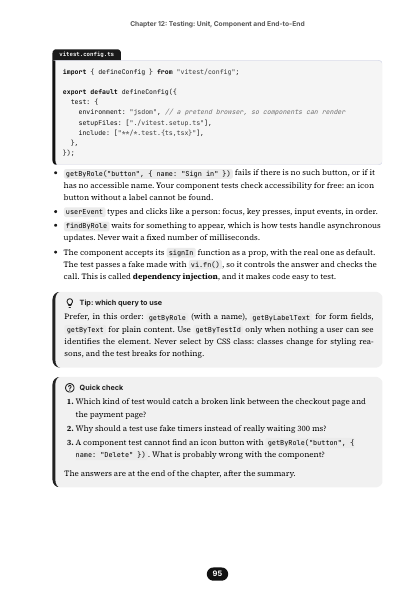 Chapter 12: Testing: Unit, Component and End-to-End
vitest.config.ts
import { defineConfig } from "vitest/config";
export default defineConfig({
  test: {
    environment: "jsdom", // a pretend browser, so components can render
    setupFiles: ["./vitest.setup.ts"],
    include: ["**/*.test.{ts,tsx}"],
  },
});
• getByRole("button", { name: "Sign in" }) fails if there is no such button, or if it
has no accessible name. Your component tests check accessibility for free: an icon
button without a label cannot be found.
• userEvent types and clicks like a person: focus, key presses, input events, in order.
• findByRole waits for something to appear, which is how tests handle asynchronous
updates. Never wait a fixed number of milliseconds.
• The component accepts its signIn function as a prop, with the real one as default.
The test passes a fake made with vi.fn(), so it controls the answer and checks the
call. This is called dependency injection, and it makes code easy to test.
Tip: which query to use
Prefer, in this order: getByRole (with a name), getByLabelText for form fields,
getByText for plain content. Use getByTestId only when nothing a user can see
identifies the element. Never select by CSS class: classes change for styling rea-
sons, and the test breaks for nothing.
Quick check
1. Which kind of test would catch a broken link between the checkout page and
the payment page?
2. Why should a test use fake timers instead of really waiting 300 ms?
3. A component test cannot find an icon button with getByRole("button", {
name: "Delete" }). What is probably wrong with the component?
The answers are at the end of the chapter, after the summary.
95